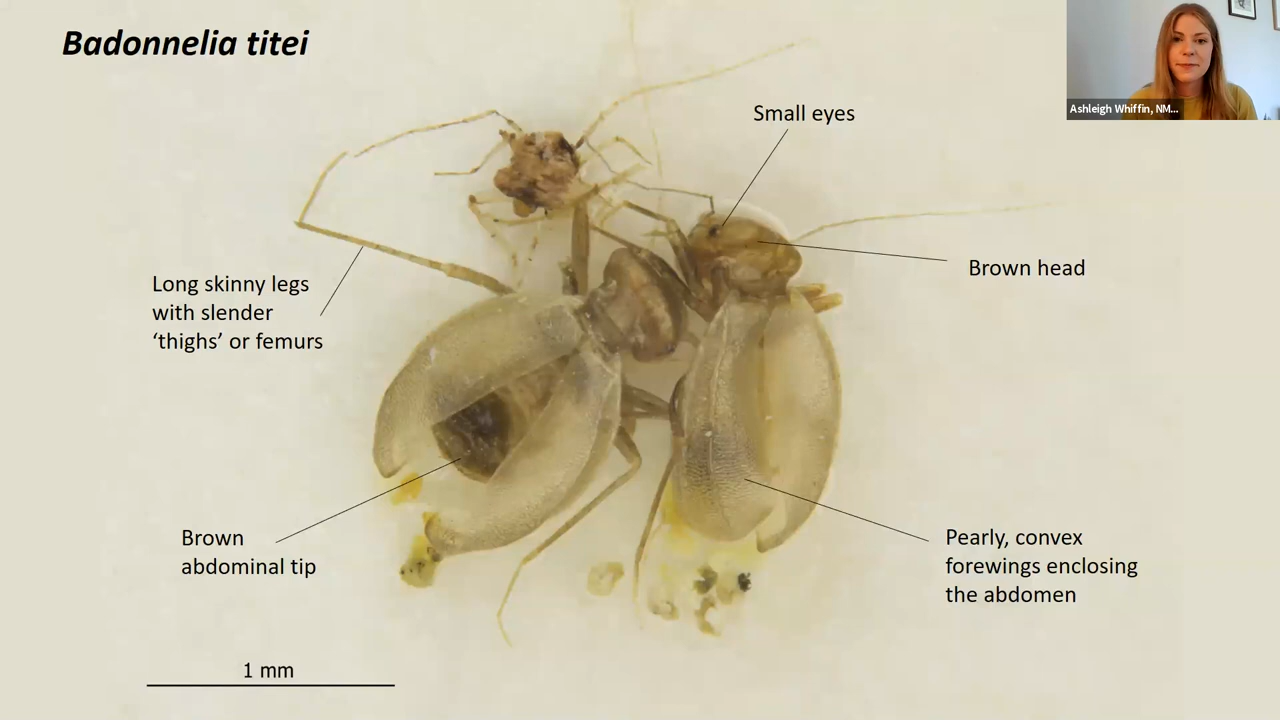 Badonnelia titei
Ashleigh Whiffin, NM...
Small eyes
Brown head
Long skinny legs
with slender
‘thighs’ or femurs
Brown
abdominal tip
Pearly, convex
forewings enclosing
the abdomen
1 mm